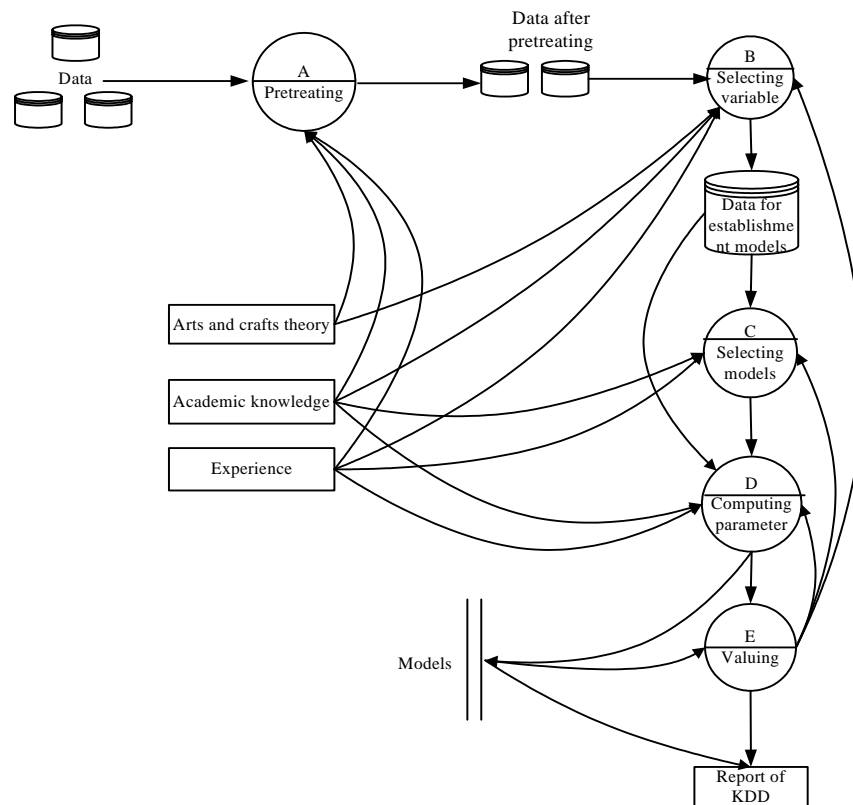 Data after
pretreating
Data
A
Pretreating
B
Selecting
variable
Data for
establishme
nt models
Arts and crafts theory
C
Selecting
models
Academic knowledge
Experience
D
Computing
parameter
E
Valuing
Models
Report of
KDD